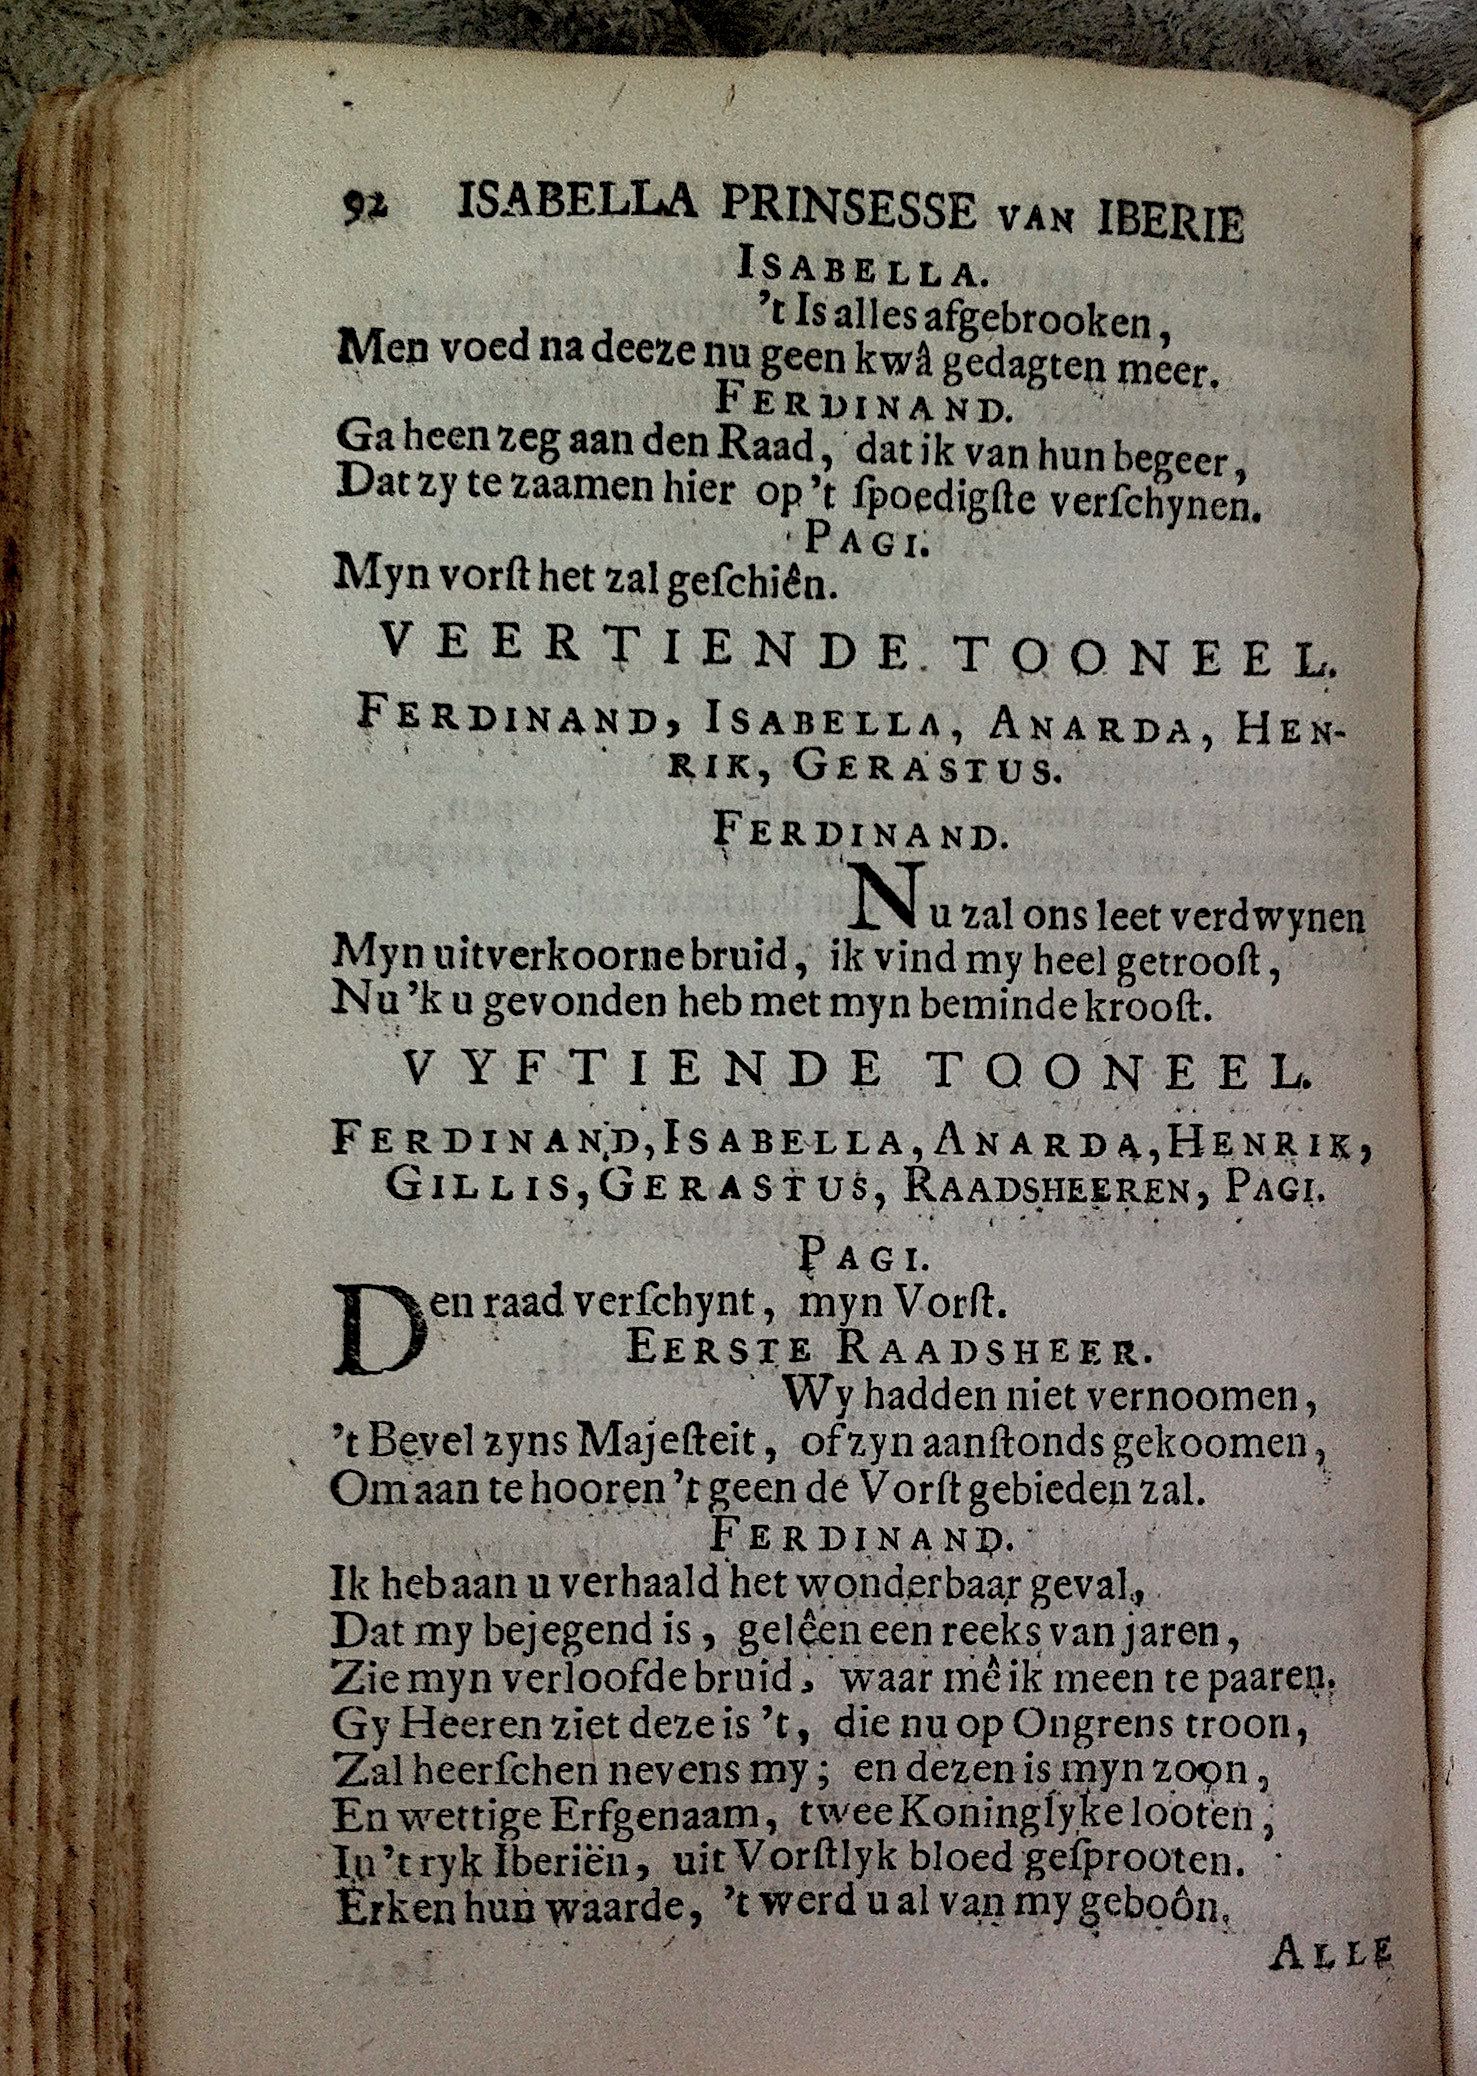 92 ISABELLA PRINSESSE VAN IBERIE
ISABELLA.
't Is alles afgebrooken,
Men voed na deeze nu geen kwâ gedagten meer.
FERDINAND.
Ga heen zeg aan den Raad, dat ik van hun begeer,
Dat zy te zaamen hier op 't ſpoedigſte verſchynen.
PAGI.
Myn vorſt het zal geſchiên.
VEERTIENDE TOONEEL.
FERDINAND, ISABELLA, ANARDA, HEN-
RIK, GERASTUS.
FERDINAND.
Nu zal ons leet verdwynen
Myn uitverkoorne bruid, ik vind my heel getrooſt,
Nu 'k u gevonden heb met myn beminde krooſt.
VYFTIENDE TOONEEL.
FERDINAND, ISABELLA, ANARDA, HENRIK,
GILLIS, GERASTUS, RAADSHEEREN, PAGI.
PAGI.
Den raad verſchynt, myn Vorſt.
EERSTE RAADSHEER.
Wy hadden niet vernoomen,
't Bevel zyns Majeſteit, of zyn aanſtonds gekoomen,
Om aan te hooren 't geen de Vorſt gebieden zal.
FERDINAND.
Ik heb aan u verhaald het wonderbaar geval,
Dat my bejegend is, gelêen een reeks van jaren,
Zie myn verloofde bruid, waar mê ik meen te paaren.
Gy Heeren ziet deze is 't, die nu op Ongrens troon,
Zal heerſchen nevens my; en dezen is myn zoon,
En wettige Erfgenaam, twee Koninglyke looten,
In 't ryk Iberiën, uit Vorſtlyk bloed geſprooten.
Erken hun waarde, 't werd u al van my geboôn.
ALLE